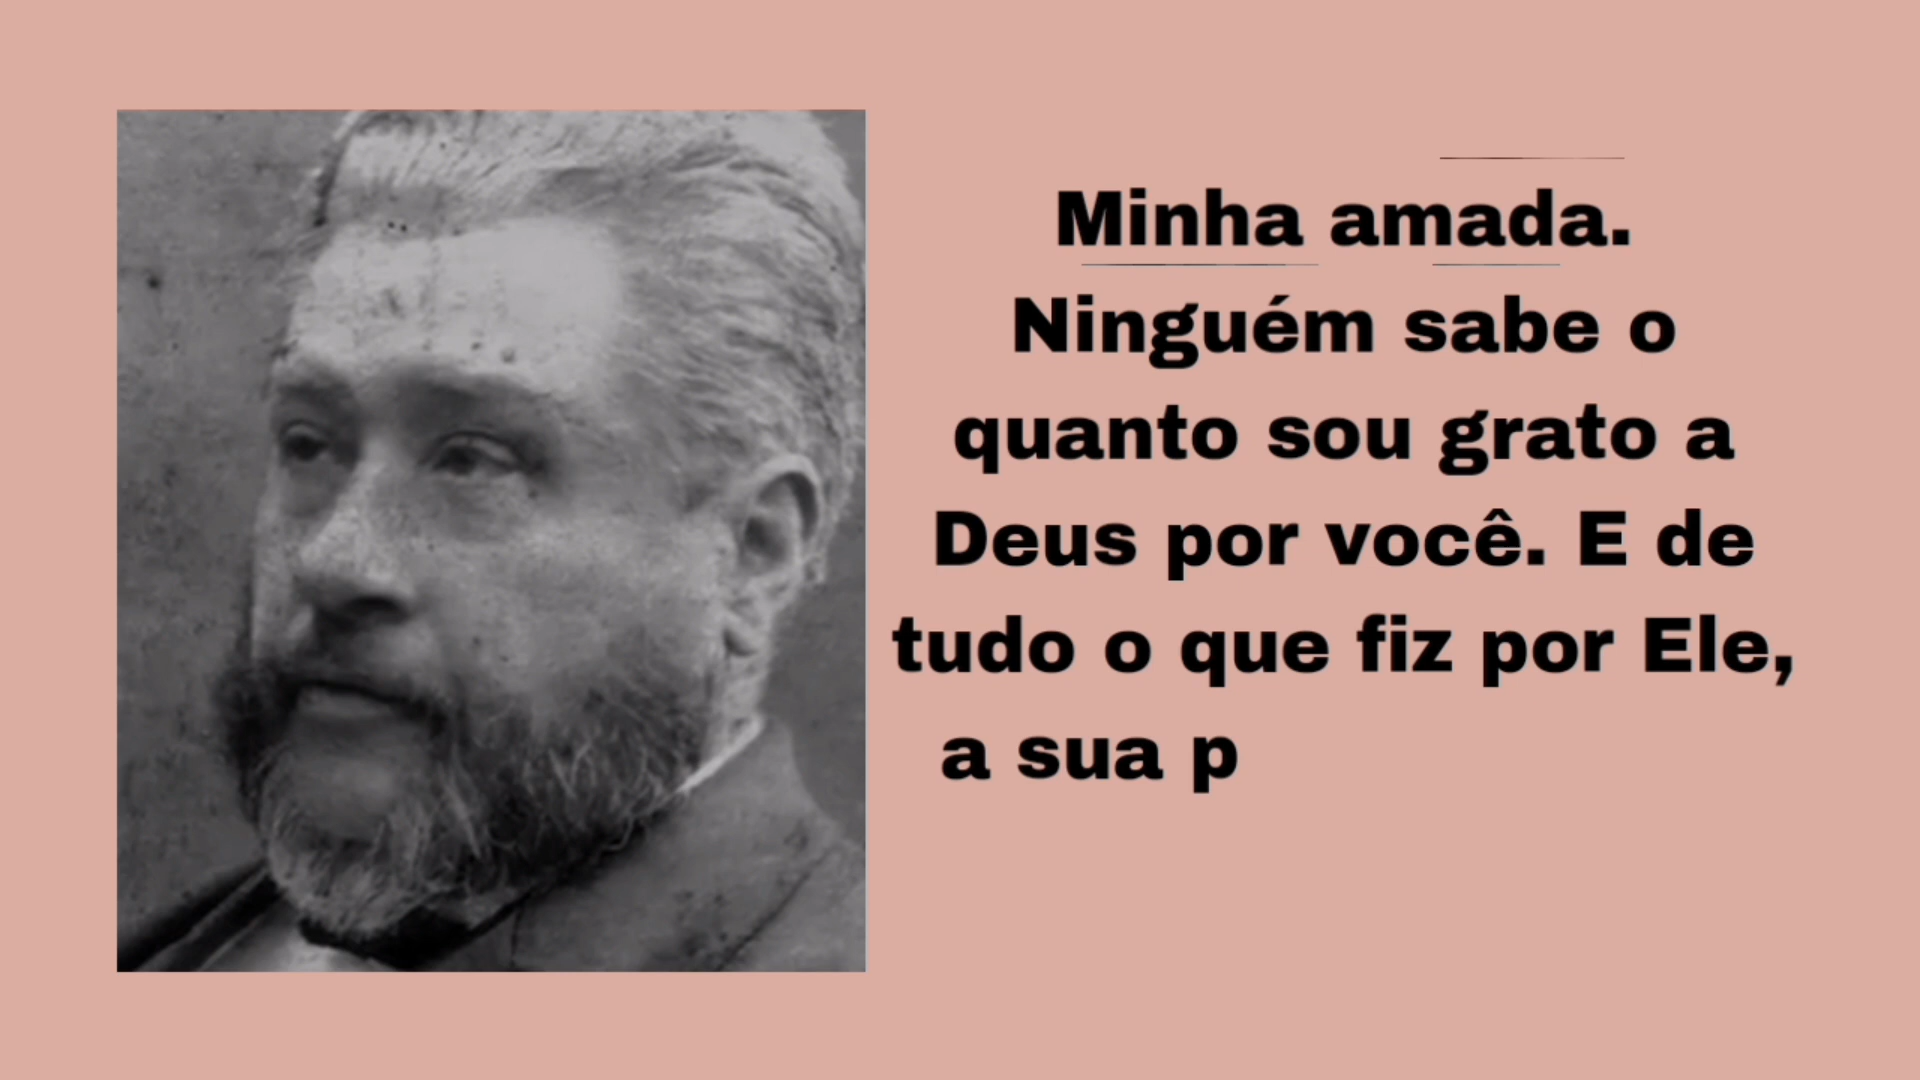 Minha amada.
Ninguém sabe o
quanto sou grato a
Deus por você. E de
tudo o que fiz por Ele,
a sua p